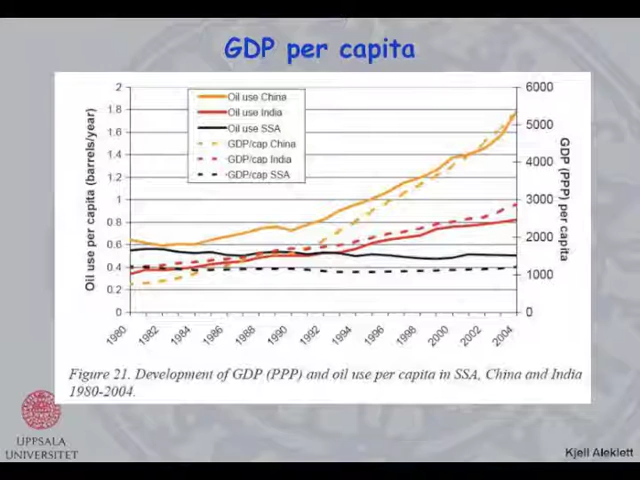 GDP per capita
2
1.8
1.6
1.4
1.2
1
0.8
0.6
0.4
0.2
0
Oil use per capita (barrels/year)
Oil use China
Oil use India
Oil use SSA
GDP/cap China
GDP/cap India
GDP/cap SSA
6000
5000
4000
3000
2000
1000
0
GDP (PPP) per capita
1980
1982
1984
1986
1988
1990
1992
1994
1996
1998
2000
2002
2004
Figure 21. Development of GDP (PPP) and oil use per capita in SSA, China and India
1980-2004.
UPPSALA
UNIVERSITET
Kjell Aleklett